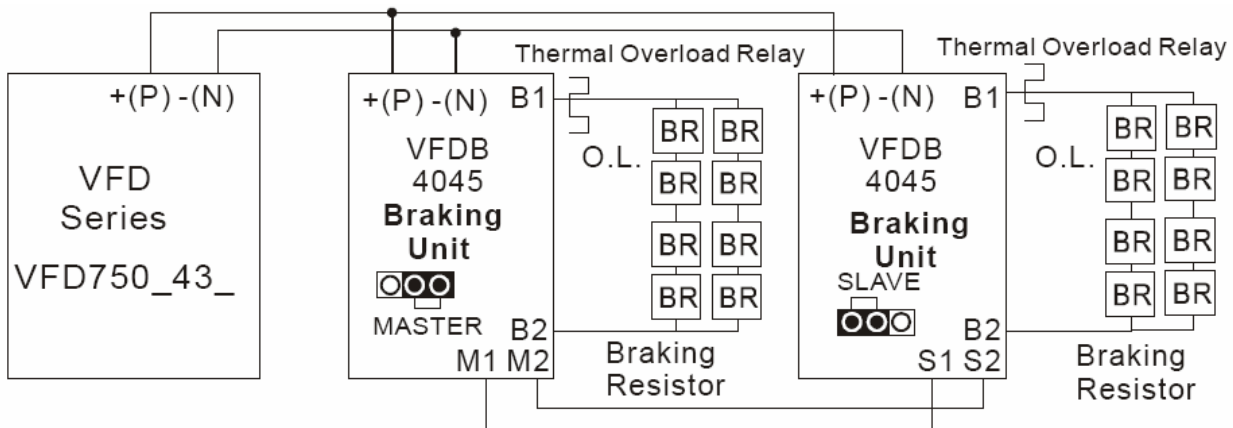 +(P) -(N)
VFD
Series
VFD750_43_
Thermal Overload Relay
+(P) -(N) B1
VFDB
4045
Braking
Unit
MASTER
B2
M1 M2
O.L.
BR BR
BR BR
BR BR
BR BR
Braking
Resistor
Thermal Overload Relay
+(P) -(N) B1
VFDB
4045
Braking
Unit
SLAVE
B2
S1 S2
O.L.
BR BR
BR BR
BR BR
BR BR
Braking
Resistor